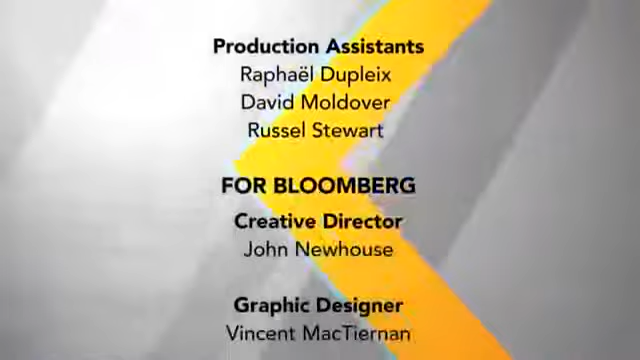 Production Assistants
Raphaël Dupleix
David Moldover
Russel Stewart
FOR BLOOMBERG
Creative Director
John Newhouse
Graphic Designer
Vincent MacTiernan